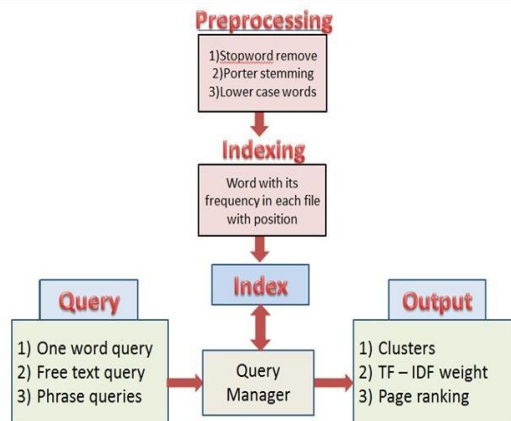 Preprocessing
1)Stopword remove
2)Porter stemming
3)Lower case words
Indexing
Word with its
frequency in each file
with position
Index
Query
1) One word query
2) Free text query
3) Phrase queries
Query
Manager
Output
1) Clusters
2) TF – IDF weight
3) Page ranking